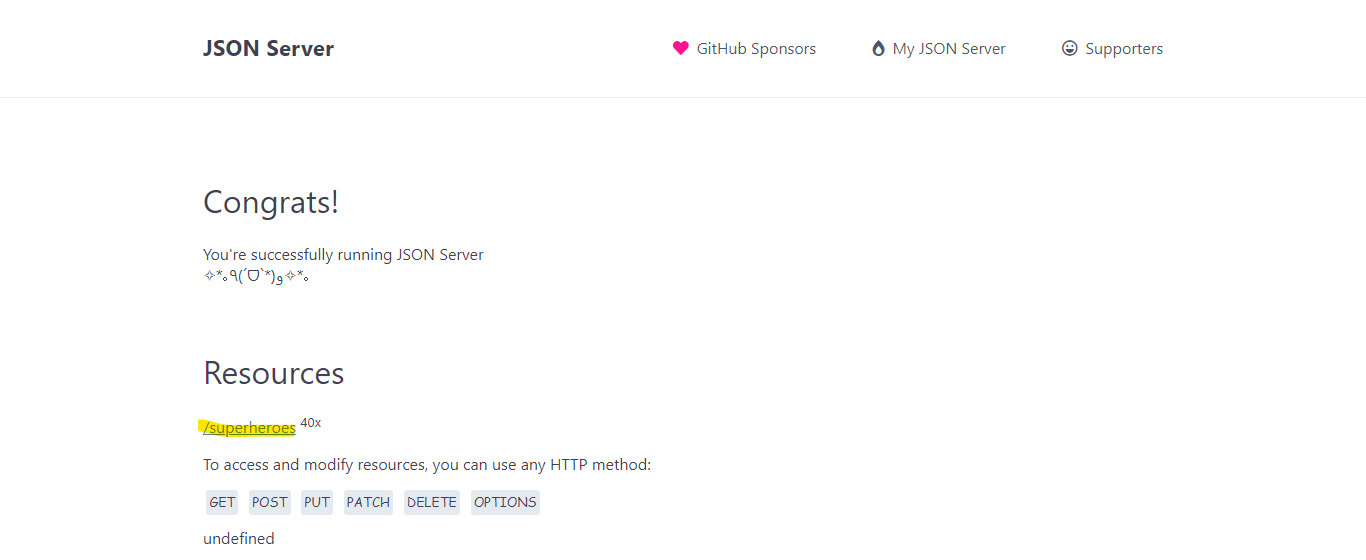 JSON Server
GitHub Sponsors
My JSON Server
Supporters
Congrats!
You're successfully running JSON Server
✧*｡٩(ˊᗜˋ*)و✧*｡
Resources
/superheroes 40x
To access and modify resources, you can use any HTTP method:
GET POST PUT PATCH DELETE OPTIONS
undefined